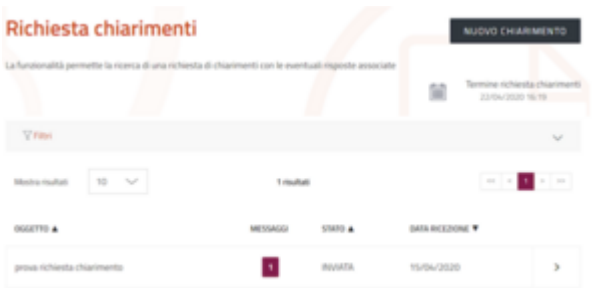 Richiesta chiarimenti
NUOVO CHIARIMENTO
La funzionalità permette la ricerca di una richiesta di chiarimenti con le eventuali risposte associate
Termine richiesta chiarimenti
22/04/2020 16:19
Filtri
Mostra risultati 10 1 risultati << < 1 > >>
OGGETTO ▲ MESSAGGI STATO ▲ DATA RICEZIONE ▼
prova richiesta chiarimento 1 INVIATA 15/04/2020 >